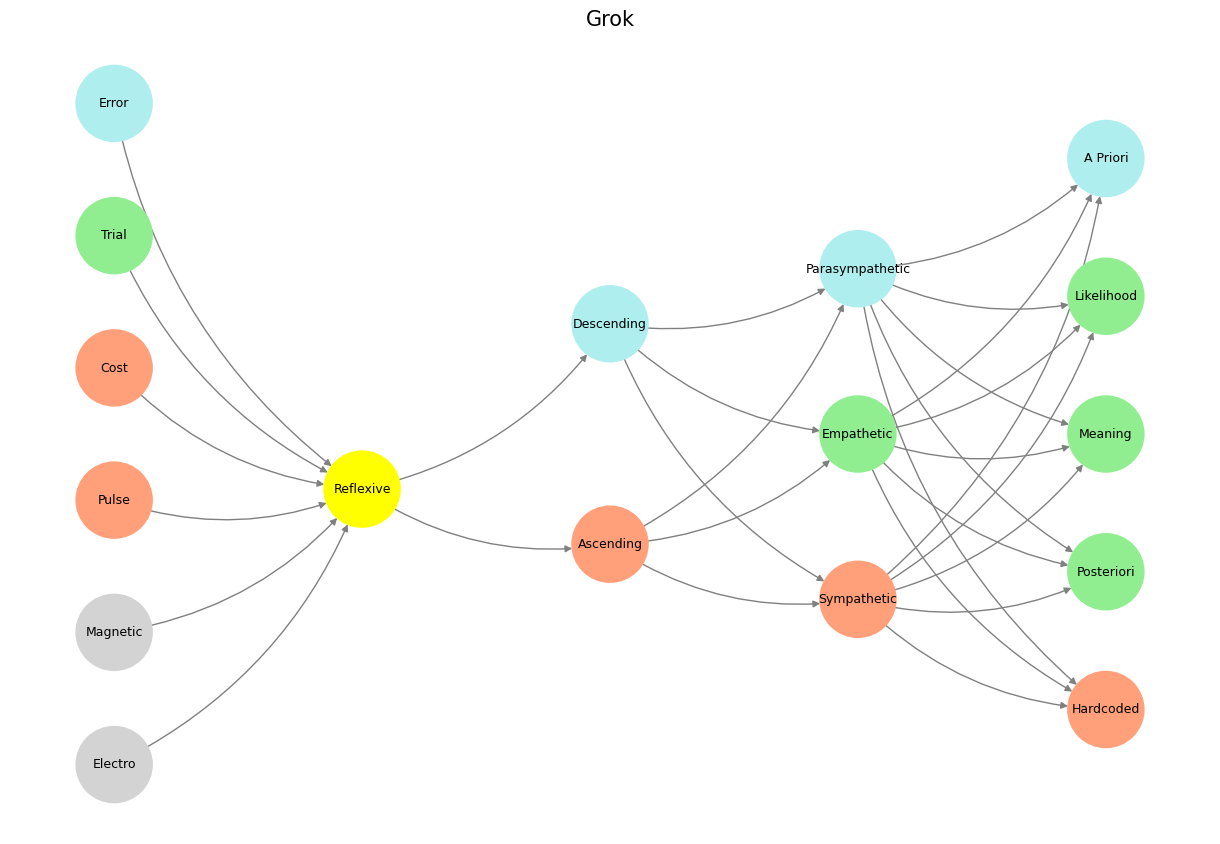 Grok
Error
Trial
Cost
Pulse
Magnetic
Electro
Reflexive
Descending
Ascending
Parasympathetic
Empathetic
Sympathetic
A Priori
Likelihood
Meaning
Posteriori
Hardcoded